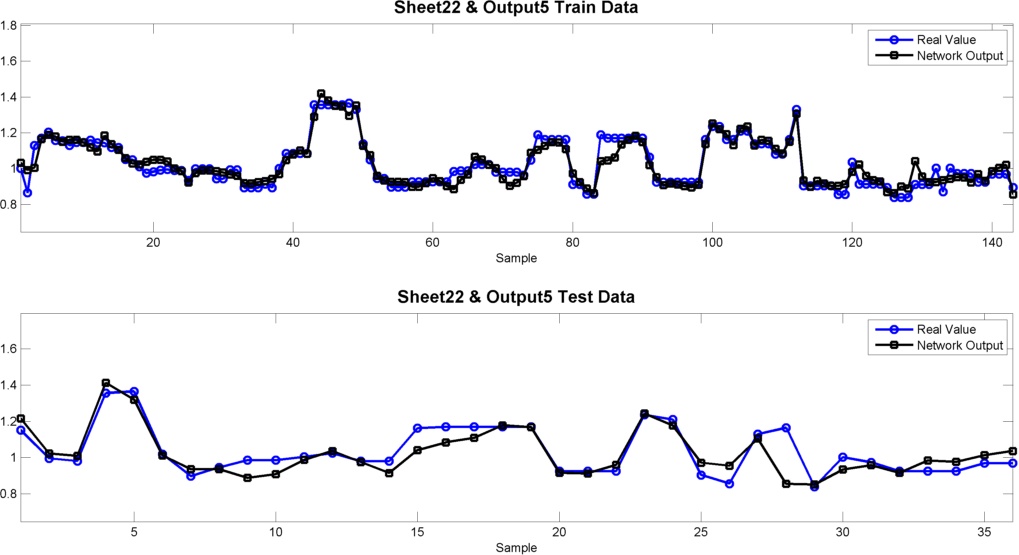 Sheet22 & Output5 Train Data
1.8
1.6
1.4
1.2
1
0.8
Real Value
Network Output
20 40 60 80 100 120 140
Sample
Sheet22 & Output5 Test Data
1.6
1.4
1.2
1
0.8
Real Value
Network Output
5 10 15 20 25 30 35
Sample